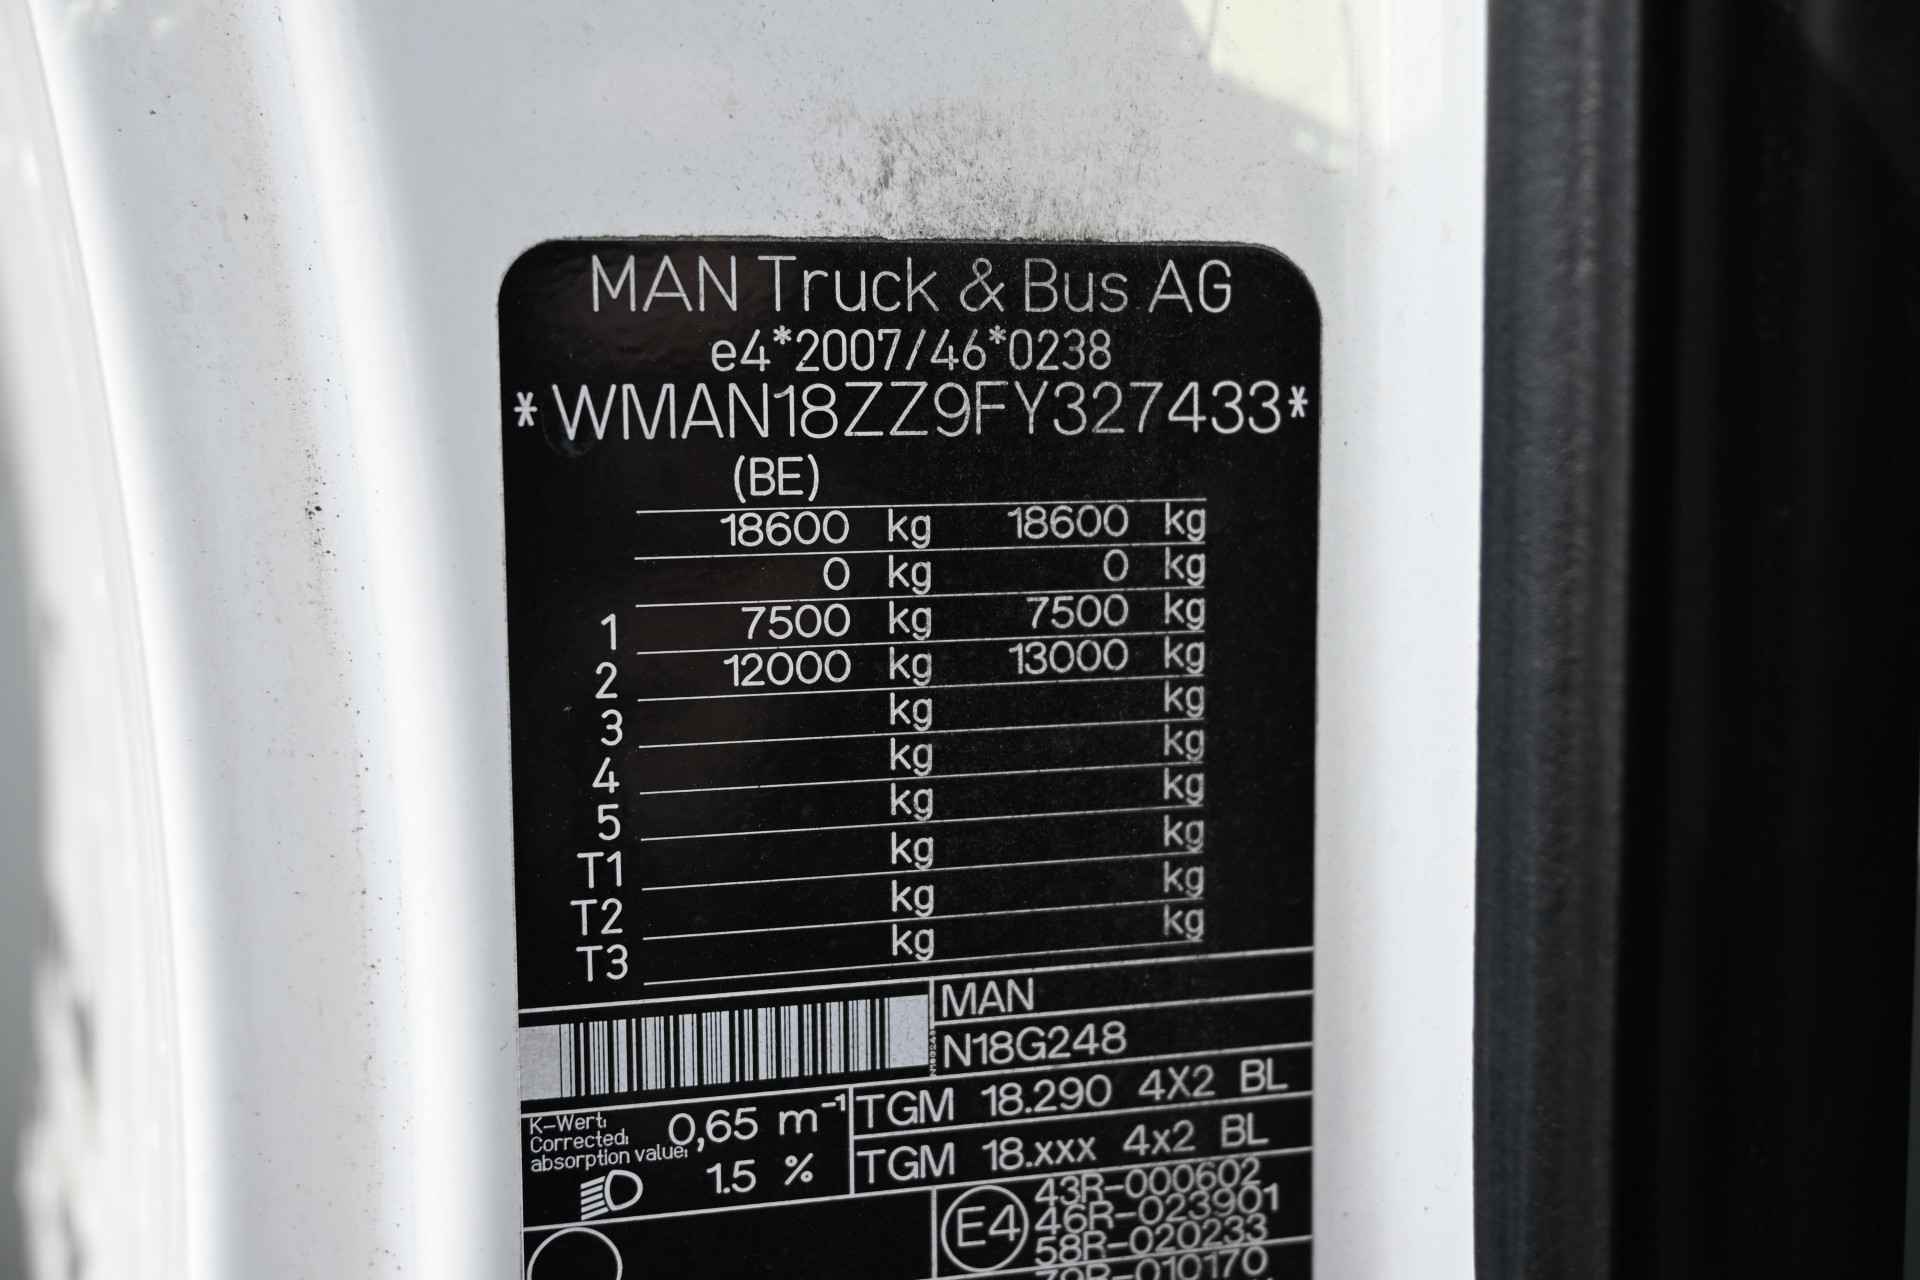 MAN Truck & Bus AG
e4*2007/46*0238
*WMAN18ZZ9FY327433*
(BE)
18600 kg 18600 kg
0 kg 0 kg
1 7500 kg 7500 kg
2 12000 kg 13000 kg
3 kg kg
4 kg kg
5 kg kg
T1 kg kg
T2 kg kg
T3 kg kg
MAN
N18G248
K-Wert:
Corrected:
absorption value:
0,65 m⁻¹
1.5 %
TGM 18.290 4X2 BL
TGM 18.xxx 4x2 BL
E4
43R-000602
46R-023901
58R-020233
79R-010170